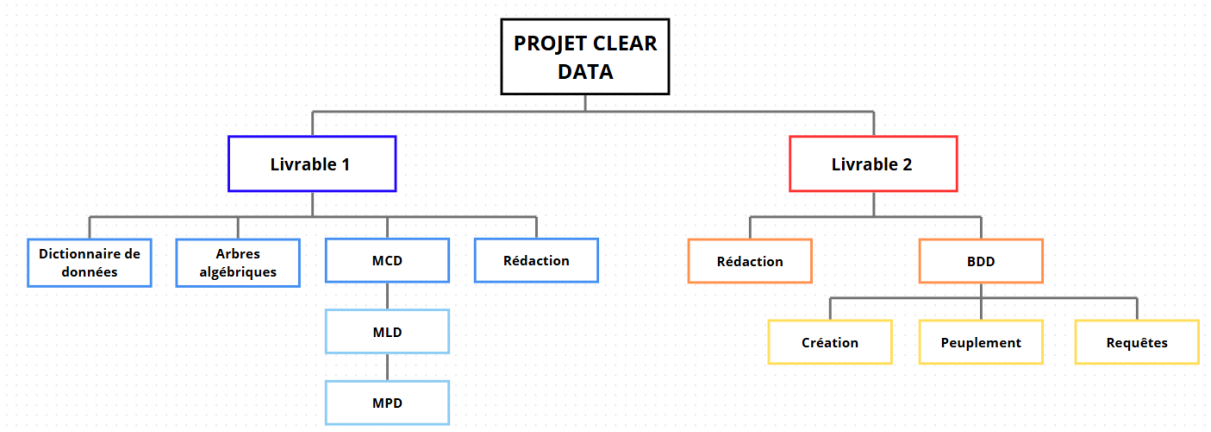 PROJET CLEAR
DATA
Livrable 1
Livrable 2
Dictionnaire de
données
Arbres
algébriques
MCD
Rédaction
Rédaction
BDD
MLD
Création
Peuplement
Requêtes
MPD